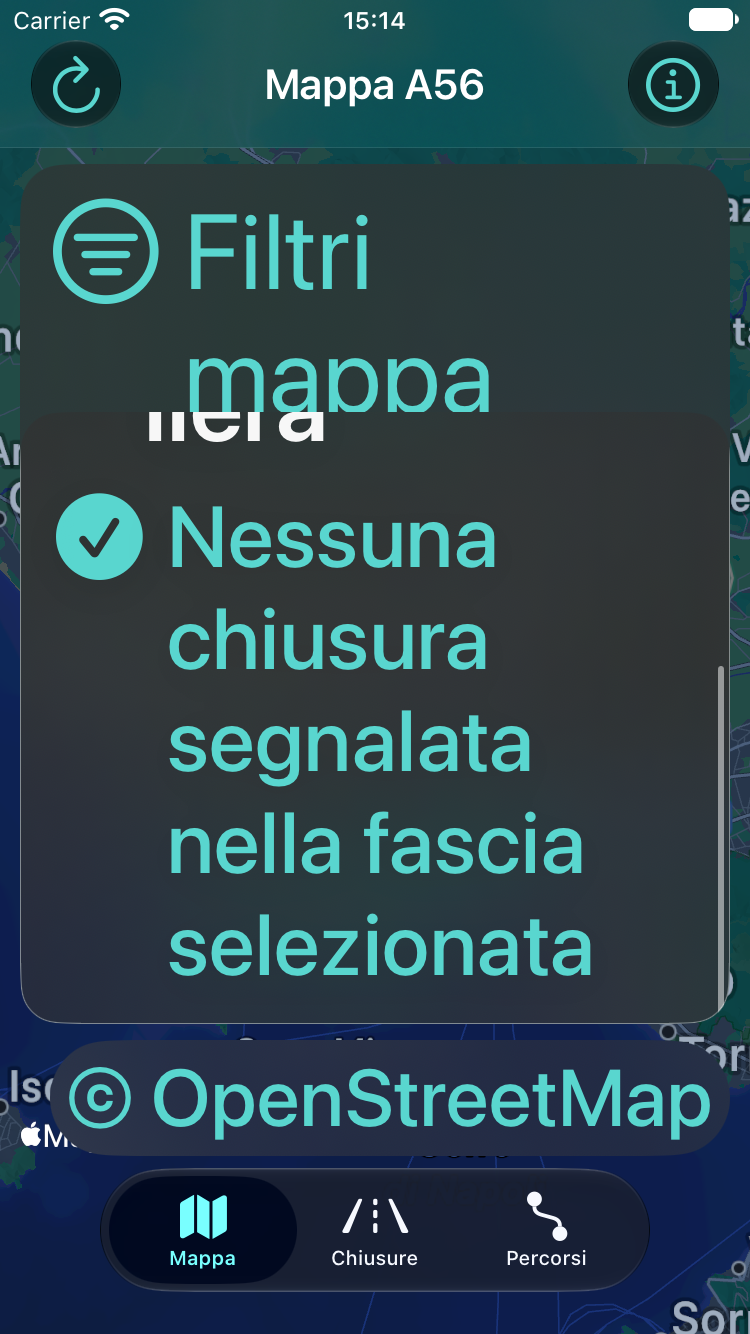 Carrier 15:14
Mappa A56
Filtri
mappa
Nessuna
chiusura
segnalata
nella fascia
selezionata
© OpenStreetMap
Mappa Chiusure Percorsi